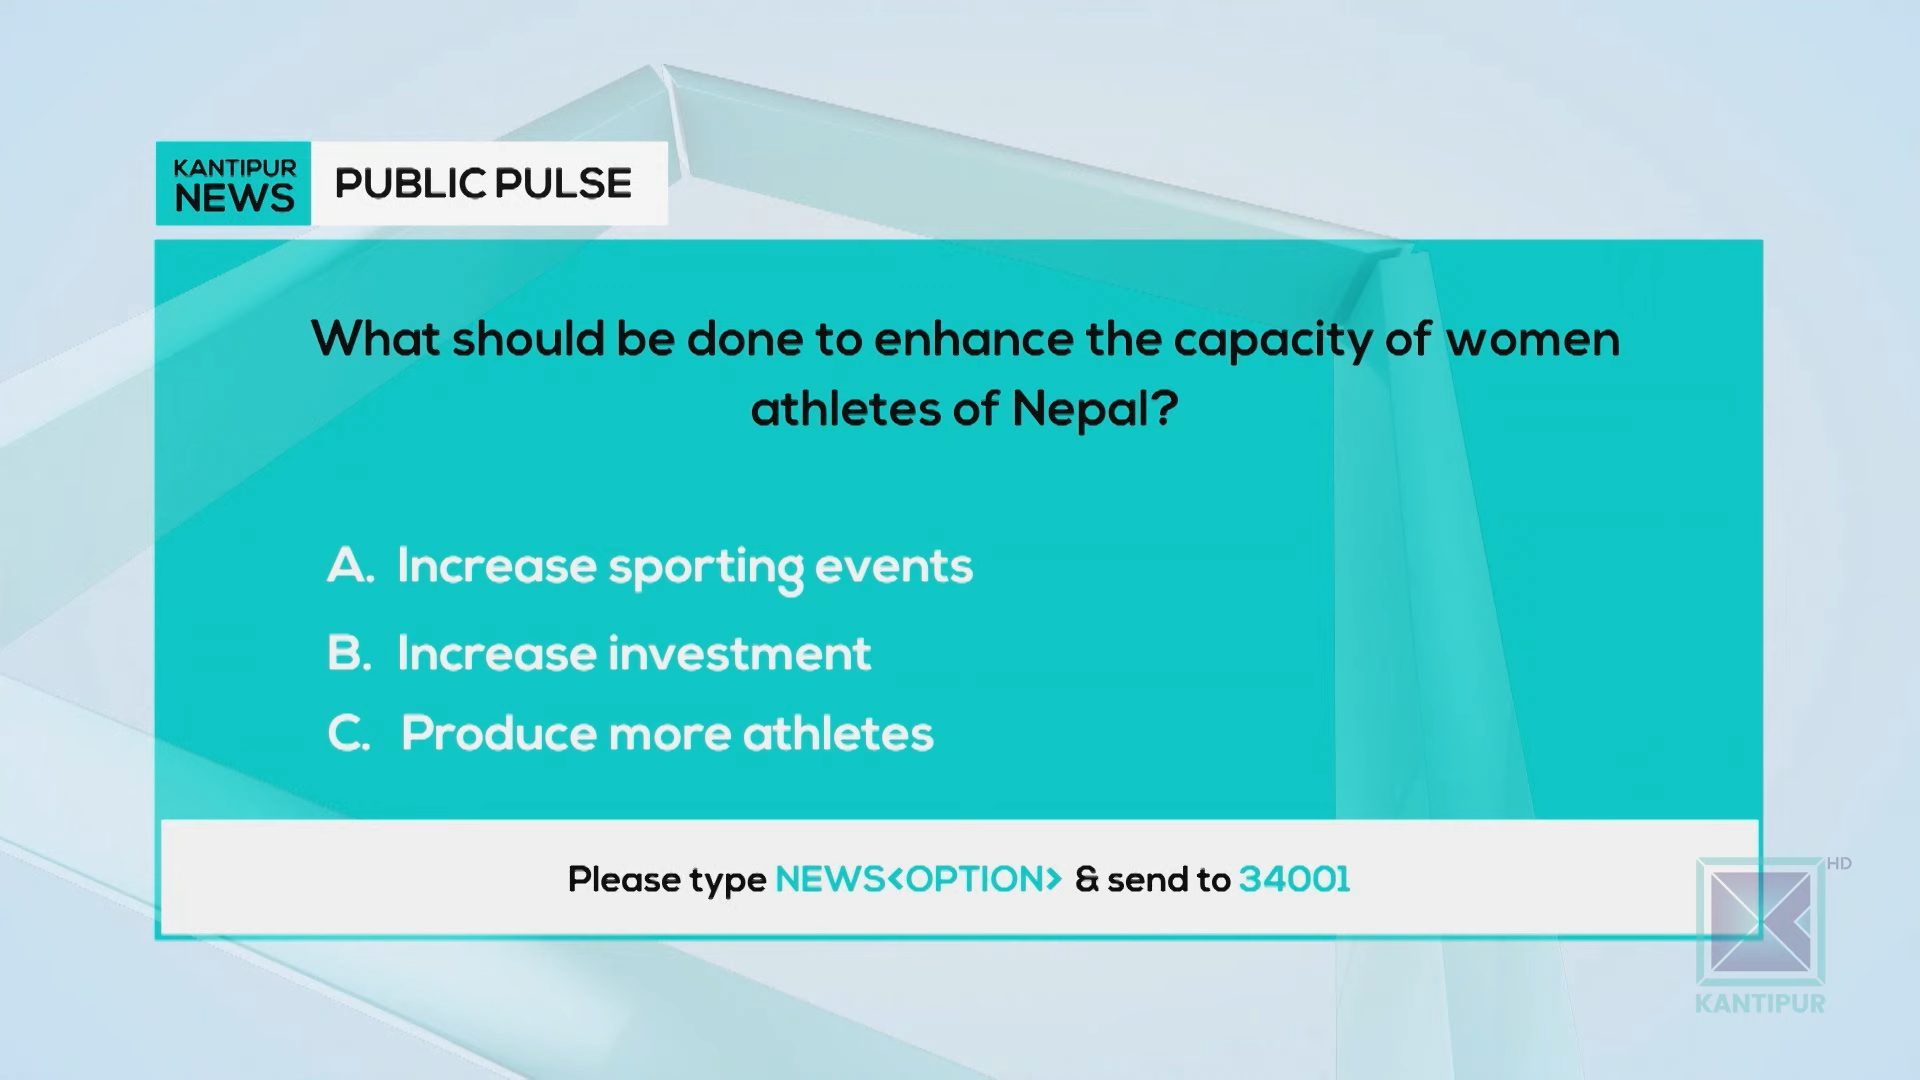 KANTIPUR
NEWS
PUBLIC PULSE
What should be done to enhance the capacity of women
athletes of Nepal?
A. Increase sporting events
B. Increase investment
C. Produce more athletes
Please type NEWS<OPTION> & send to 34001
HD
KANTIPUR